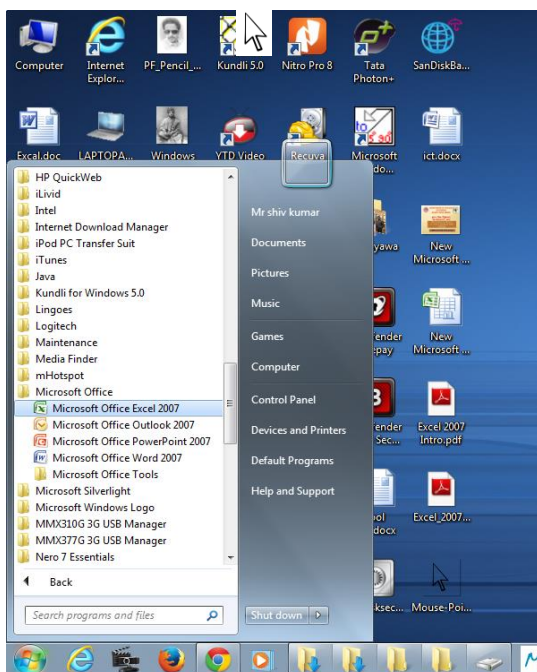 Computer
Internet
Explor...
PF_Pencil_...
Kundli 5.0
Nitro Pro 8
Tata
Photon+
SanDiskBa...
Excal.doc
LAPTOPA...
Windows
YTD Video
Recuva
Microsoft
ict.docx
HP QuickWeb
iLivid
Intel
Internet Download Manager
iPod PC Transfer Suit
iTunes
Java
Kundli for Windows 5.0
Lingoes
Logitech
Maintenance
Media Finder
mHotspot
Microsoft Office
Microsoft Office Excel 2007
Microsoft Office Outlook 2007
Microsoft Office PowerPoint 2007
Microsoft Office Word 2007
Microsoft Office Tools
Microsoft Silverlight
Microsoft Windows Logo
MMX310G 3G USB Manager
MMX377G 3G USB Manager
Nero 7 Essentials
Back
Search programs and files
Mr shiv kumar
Documents
Pictures
Music
Games
Computer
Control Panel
Devices and Printers
Default Programs
Help and Support
Shut down
New
Microsoft ...
New
Microsoft ...
Excel 2007
Intro.pdf
Excel_2007...
Mouse-Poi...